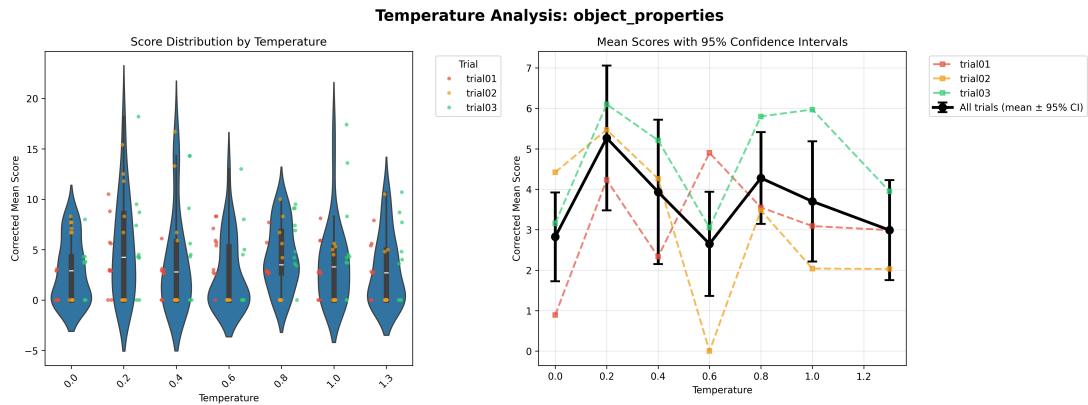 Temperature Analysis: object_properties
Score Distribution by Temperature
Corrected Mean Score
20
15
10
5
0
−5
0.0
0.2
0.4
0.6
0.8
1.0
1.3
Temperature
Trial
trial01
trial02
trial03
Mean Scores with 95% Confidence Intervals
Corrected Mean Score
7
6
5
4
3
2
1
0
0.0
0.2
0.4
0.6
0.8
1.0
1.2
Temperature
trial01
trial02
trial03
All trials (mean ± 95% CI)